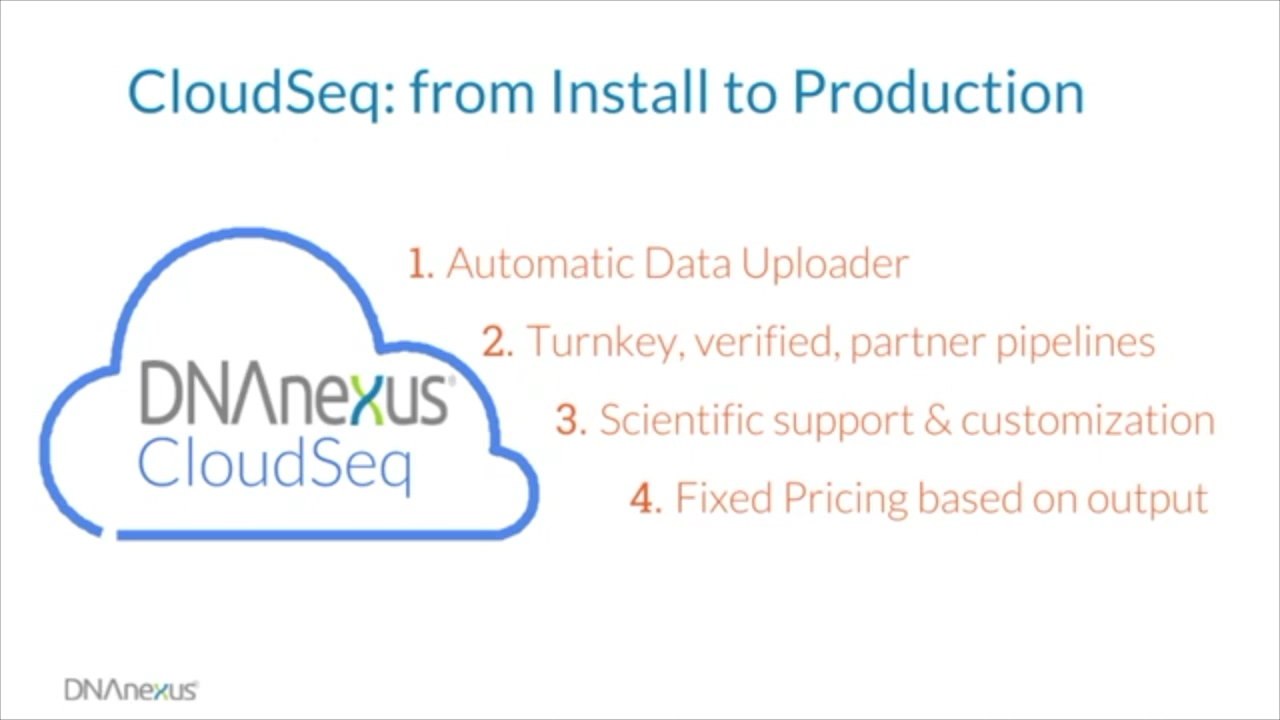 CloudSeq: from Install to Production
1. Automatic Data Uploader
2. Turnkey, verified, partner pipelines
3. Scientific support & customization
4. Fixed Pricing based on output
DNAnexus®
CloudSeq
DNAnexus